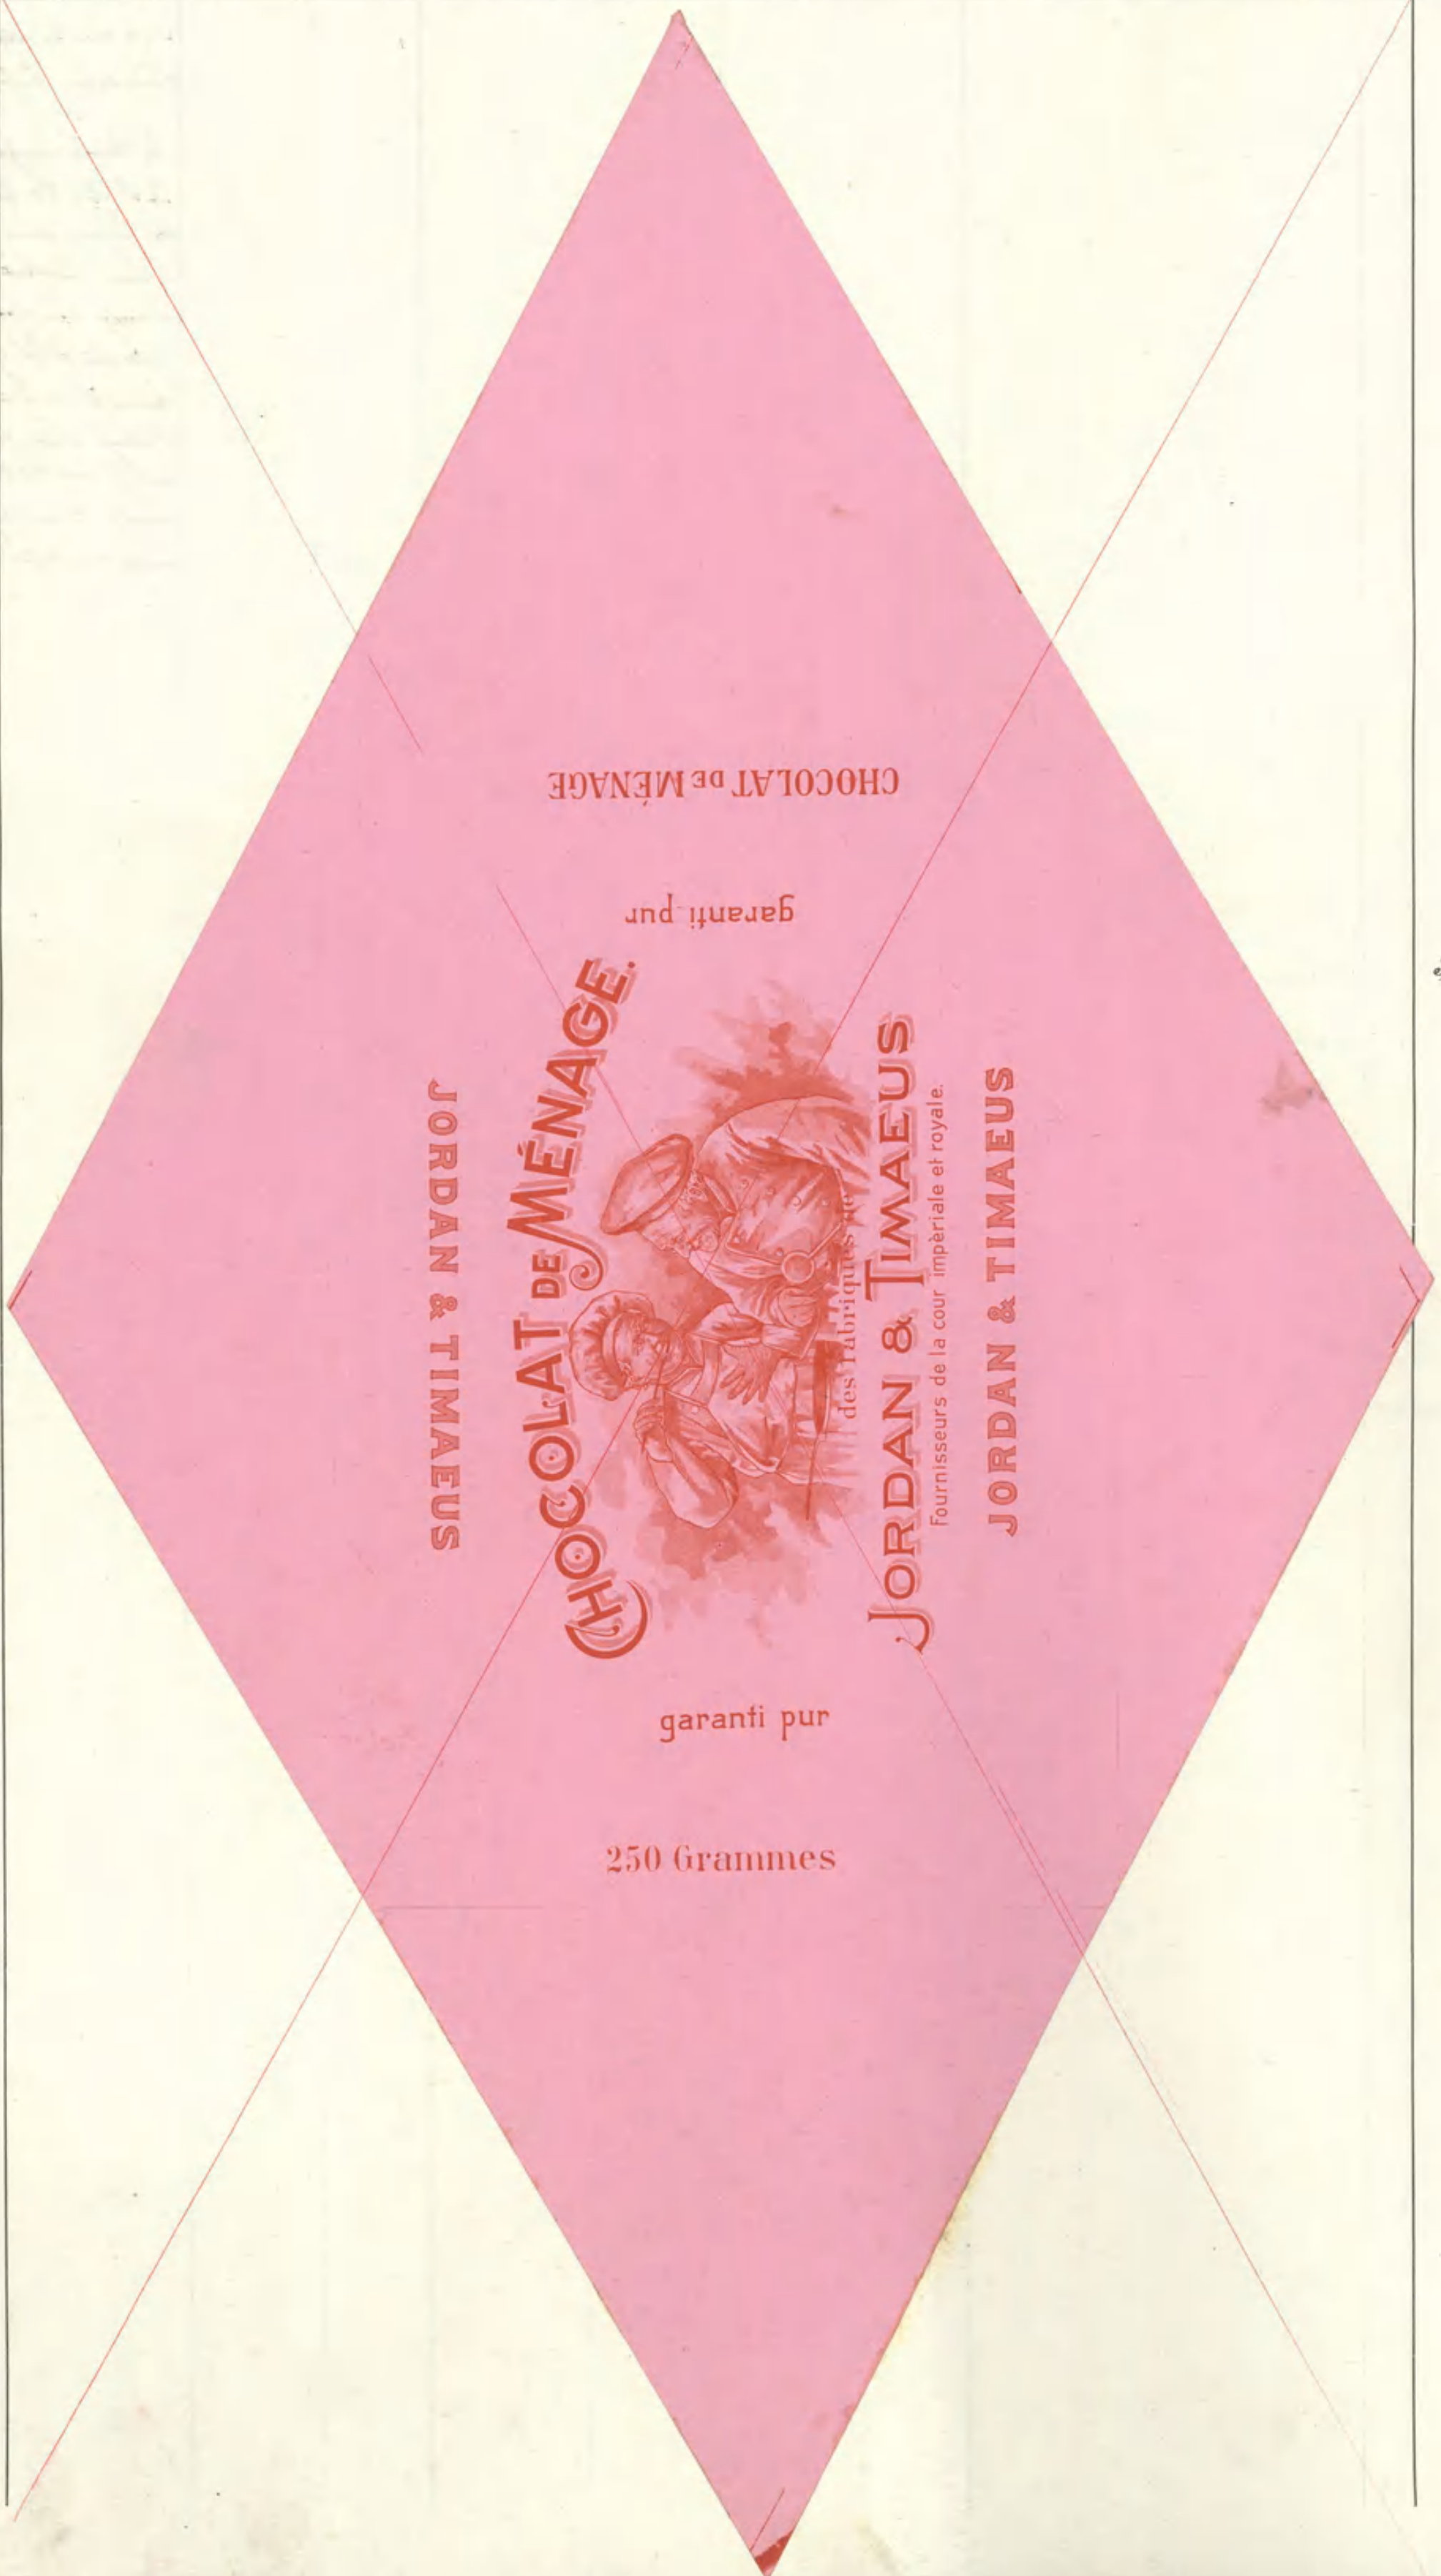 CHOCOLAT DE MÉNAGE
garanti pur
JORDAN & TIMAEUS
CHOCOLAT DE MÉNAGE.
des fabriques de
JORDAN & TIMAEUS
Fournisseurs de la cour impèriale et royale.
JORDAN & TIMAEUS
garanti pur
250 Grammes